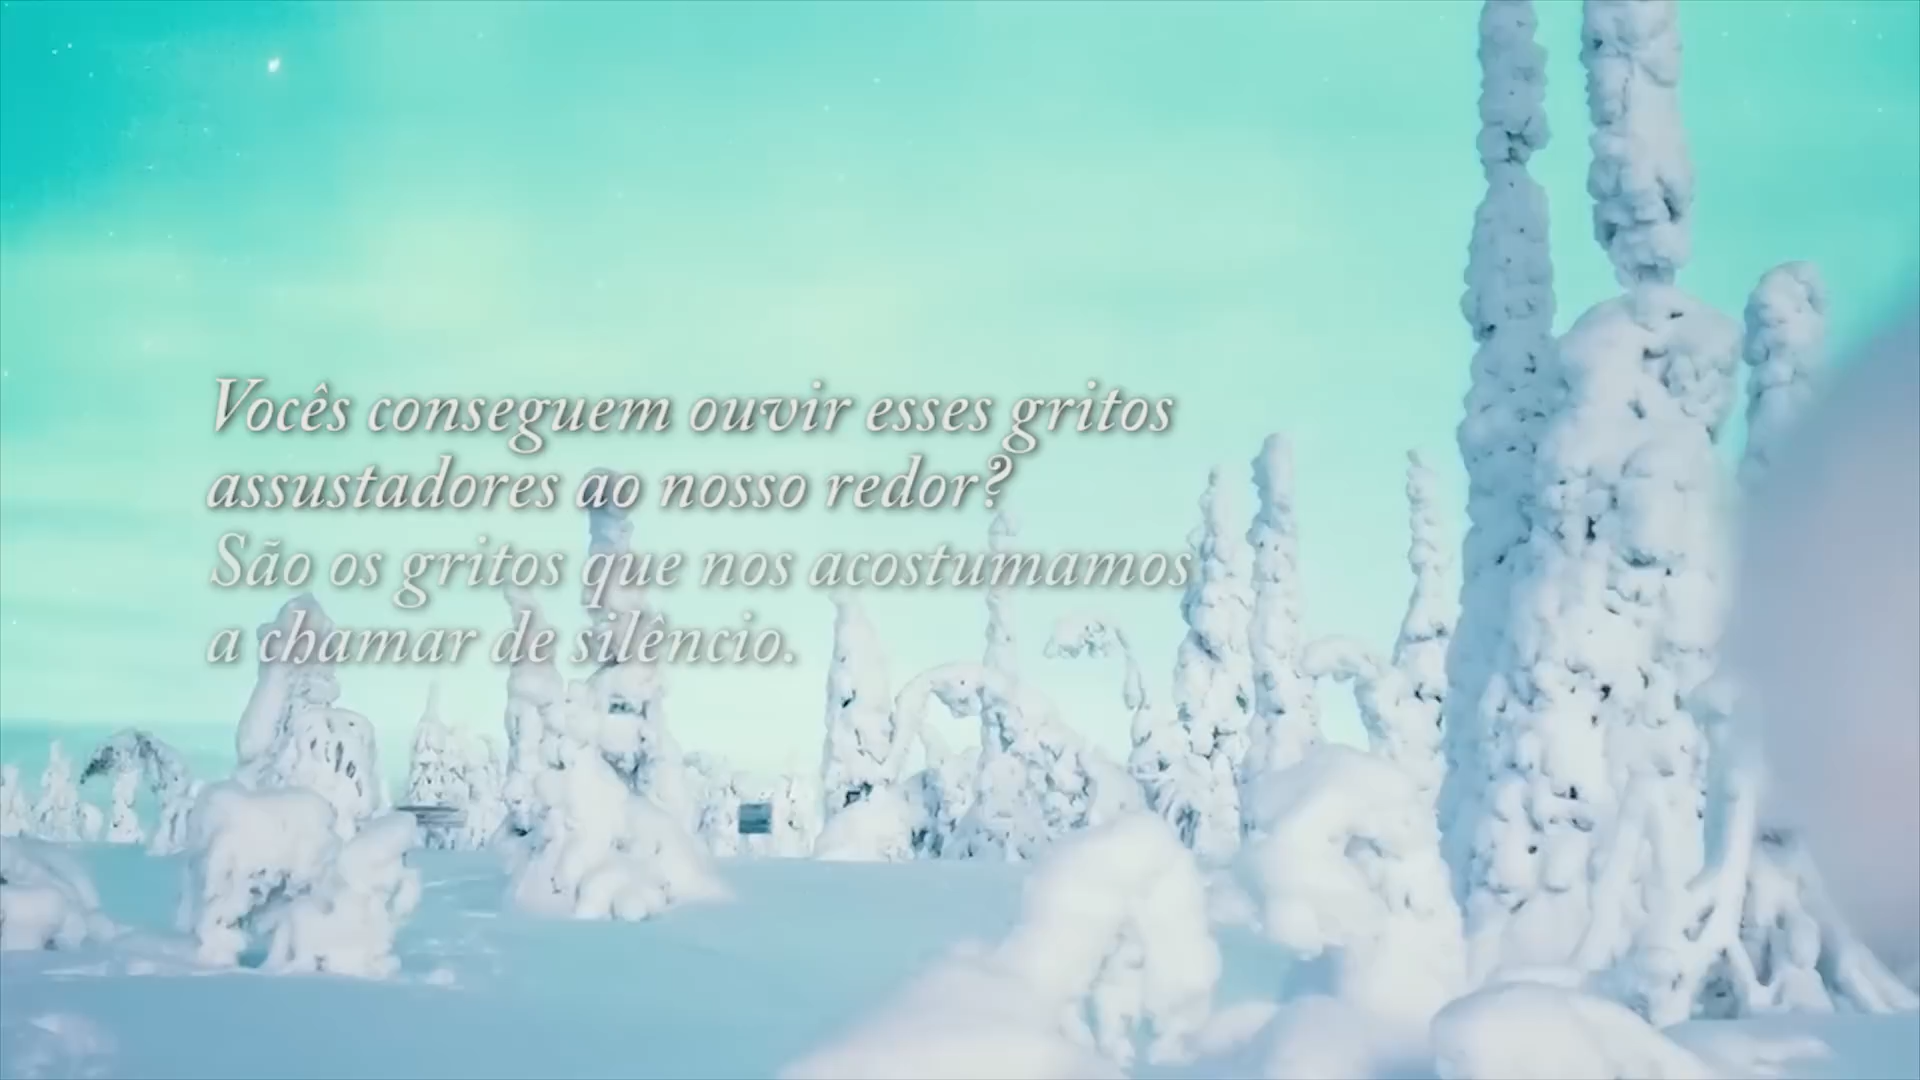 Vocês conseguem ouvir esses gritos
assustadores ao nosso redor?
São os gritos que nos acostumamos
a chamar de silêncio.